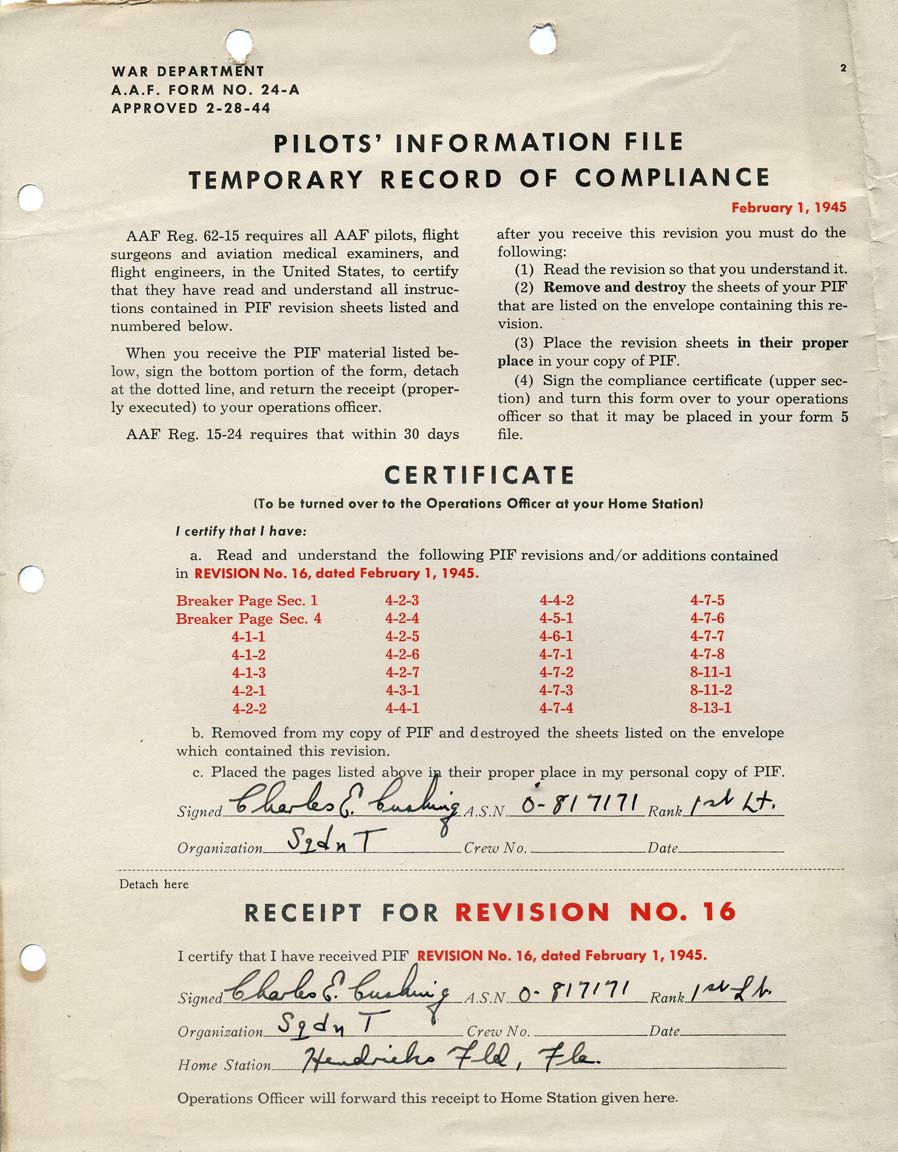 2
WAR DEPARTMENT
A.A.F. FORM NO. 24-A
APPROVED 2-28-44
PILOTS' INFORMATION FILE
TEMPORARY RECORD OF COMPLIANCE
February 1, 1945
AAF Reg. 62-15 requires all AAF pilots, flight
surgeons and aviation medical examiners, and
flight engineers, in the United States, to certify
that they have read and understand all instruc-
tions contained in PIF revision sheets listed and
numbered below.
When you receive the PIF material listed be-
low, sign the bottom portion of the form, detach
at the dotted line, and return the receipt (proper-
ly executed) to your operations officer.
AAF Reg. 15-24 requires that within 30 days
after you receive this revision you must do the
following:
(1) Read the revision so that you understand it.
(2) Remove and destroy the sheets of your PIF
that are listed on the envelope containing this re-
vision.
(3) Place the revision sheets in their proper
place in your copy of PIF.
(4) Sign the compliance certificate (upper sec-
tion) and turn this form over to your operations
officer so that it may be placed in your form 5
file.
CERTIFICATE
(To be turned over to the Operations Officer at your Home Station)
I certify that I have:
a. Read and understand the following PIF revisions and/or additions contained
in REVISION No. 16, dated February 1, 1945.
Breaker Page Sec. 1 4-2-3 4-4-2 4-7-5
Breaker Page Sec. 4 4-2-4 4-5-1 4-7-6
4-1-1 4-2-5 4-6-1 4-7-7
4-1-2 4-2-6 4-7-1 4-7-8
4-1-3 4-2-7 4-7-2 8-11-1
4-2-1 4-3-1 4-7-3 8-11-2
4-2-2 4-4-1 4-7-4 8-13-1
b. Removed from my copy of PIF and destroyed the sheets listed on the envelope
which contained this revision.
c. Placed the pages listed above in their proper place in my personal copy of PIF.
Signed Charles E. Cushing A.S.N. O-817171 Rank 1st Lt.
Organization Sqdn T Crew No. Date
Detach here
RECEIPT FOR REVISION NO. 16
I certify that I have received PIF REVISION No. 16, dated February 1, 1945.
Signed Charles E. Cushing A.S.N. O-817171 Rank 1st Lt.
Organization Sqdn T Crew No. Date
Home Station Hendricks Fld, Fla.
Operations Officer will forward this receipt to Home Station given here.